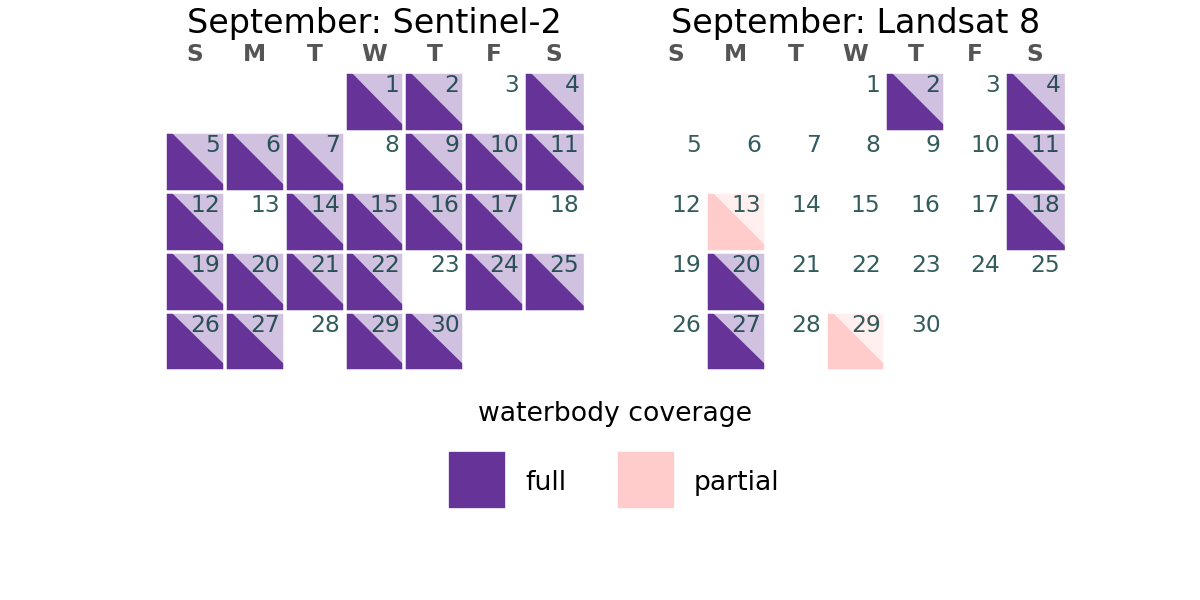 September: Sentinel-2
S M T W T F S
1 2 3 4
5 6 7 8 9 10 11
12 13 14 15 16 17 18
19 20 21 22 23 24 25
26 27 28 29 30
September: Landsat 8
S M T W T F S
1 2 3 4
5 6 7 8 9 10 11
12 13 14 15 16 17 18
19 20 21 22 23 24 25
26 27 28 29 30
waterbody coverage
full partial